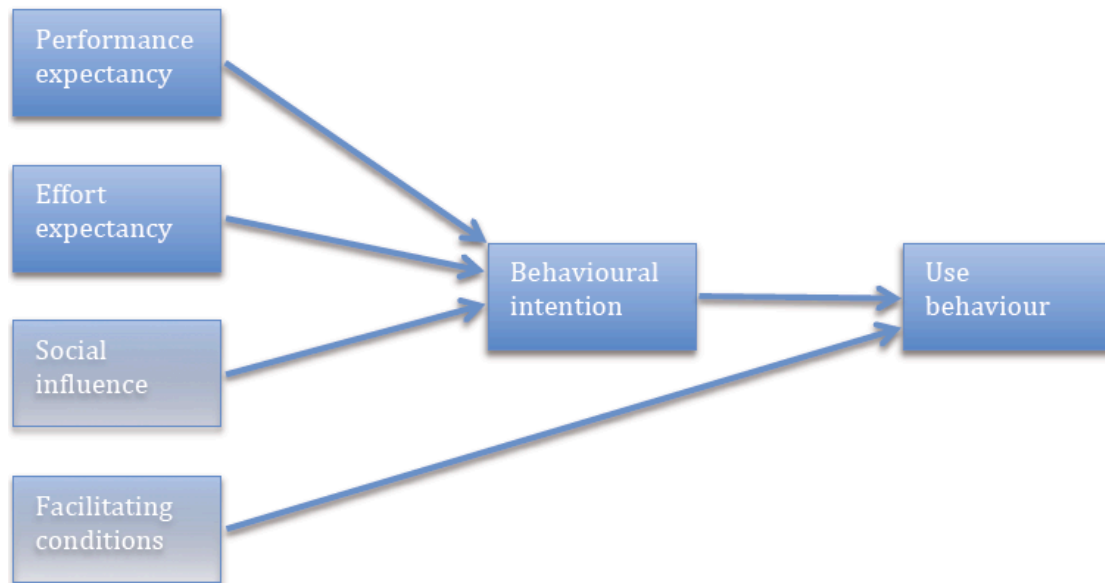 Performance
expectancy
Effort
expectancy
Behavioural
intention
Use
behaviour
Social
influence
Facilitating
conditions